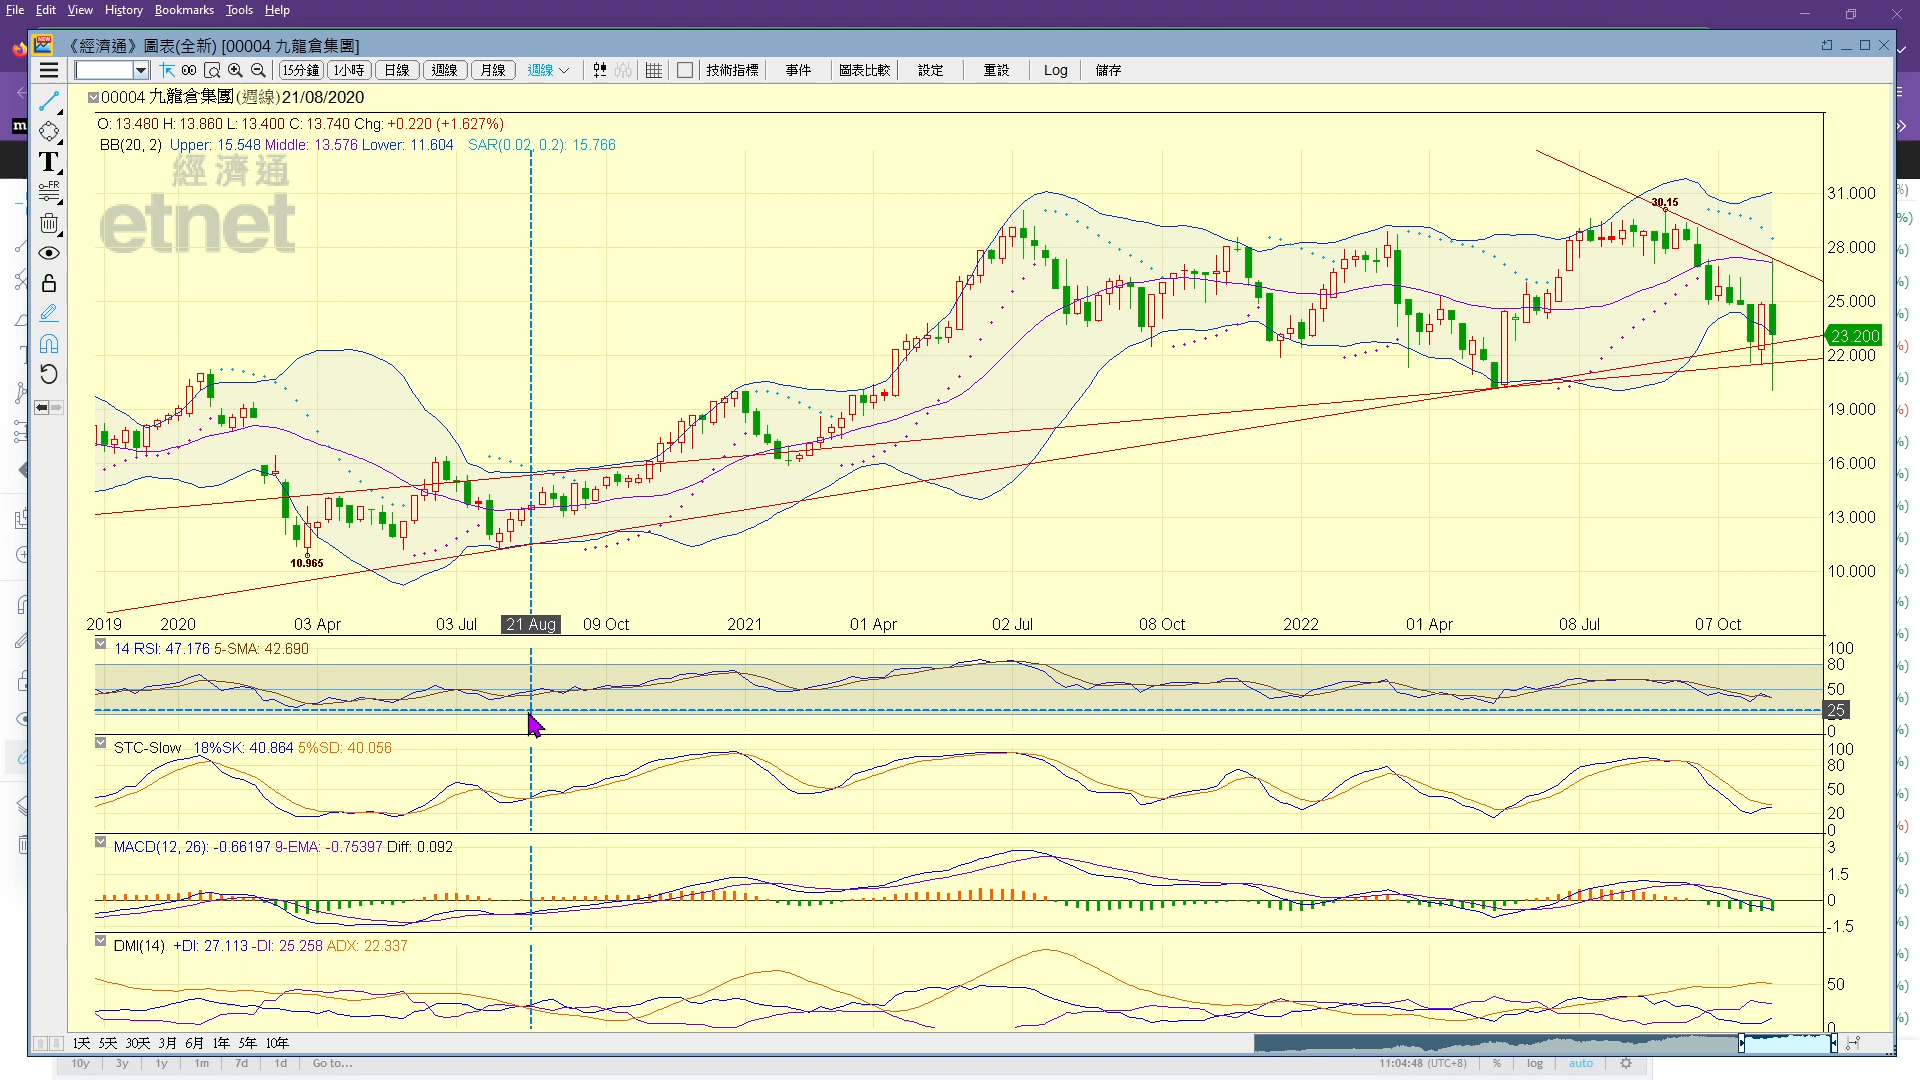 File Edit View History Bookmarks Tools Help
《經濟通》圖表(全新) [00004 九龍倉集團]
15分鐘 1小時 日線 週線 月線 週線 技術指標 事件 圖表比較 設定 重設 Log 儲存
00004 九龍倉集團(週線)21/08/2020
O: 13.480 H: 13.860 L: 13.400 C: 13.740 Chg: +0.220 (+1.627%)
BB(20, 2) Upper: 15.548 Middle: 13.576 Lower: 11.604 SAR(0.02, 0.2): 15.766
經濟通
etnet
T
FR
30.15
10.965
31.000
28.000
25.000
23.200
22.000
19.000
16.000
13.000
10.000
2019 2020 03 Apr 03 Jul 21 Aug 09 Oct 2021 01 Apr 02 Jul 08 Oct 2022 01 Apr 08 Jul 07 Oct
14 RSI: 47.176 5-SMA: 42.690
100
80
50
25
0
STC-Slow 18%SK: 40.864 5%SD: 40.056
100
80
50
20
0
MACD(12, 26): -0.66197 9-EMA: -0.75397 Diff: 0.092
3
1.5
0
-1.5
DMI(14) +DI: 27.113 -DI: 25.258 ADX: 22.337
50
0
1天 5天 30天 3月 6月 1年 5年 10年
10y 3y 1y 1m 7d 1d Go to... 11:04:48 (UTC+8) % log auto